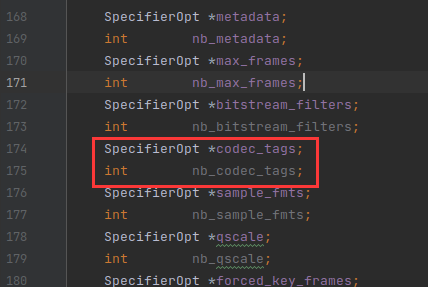 168 SpecifierOpt *metadata;
169 int nb_metadata;
170 SpecifierOpt *max_frames;
171 int nb_max_frames;
172 SpecifierOpt *bitstream_filters;
173 int nb_bitstream_filters;
174 SpecifierOpt *codec_tags;
175 int nb_codec_tags;
176 SpecifierOpt *sample_fmts;
177 int nb_sample_fmts;
178 SpecifierOpt *qscale;
179 int nb_qscale;
180 SpecifierOpt *forced_key_frames;